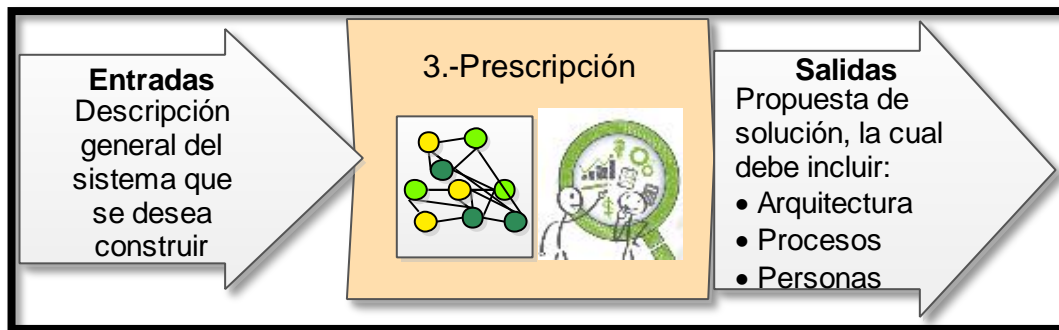 Entradas
Descripción
general del
sistema que
se desea
construir
3.-Prescripción
Salidas
Propuesta de
solución, la cual
debe incluir:
• Arquitectura
• Procesos
• Personas